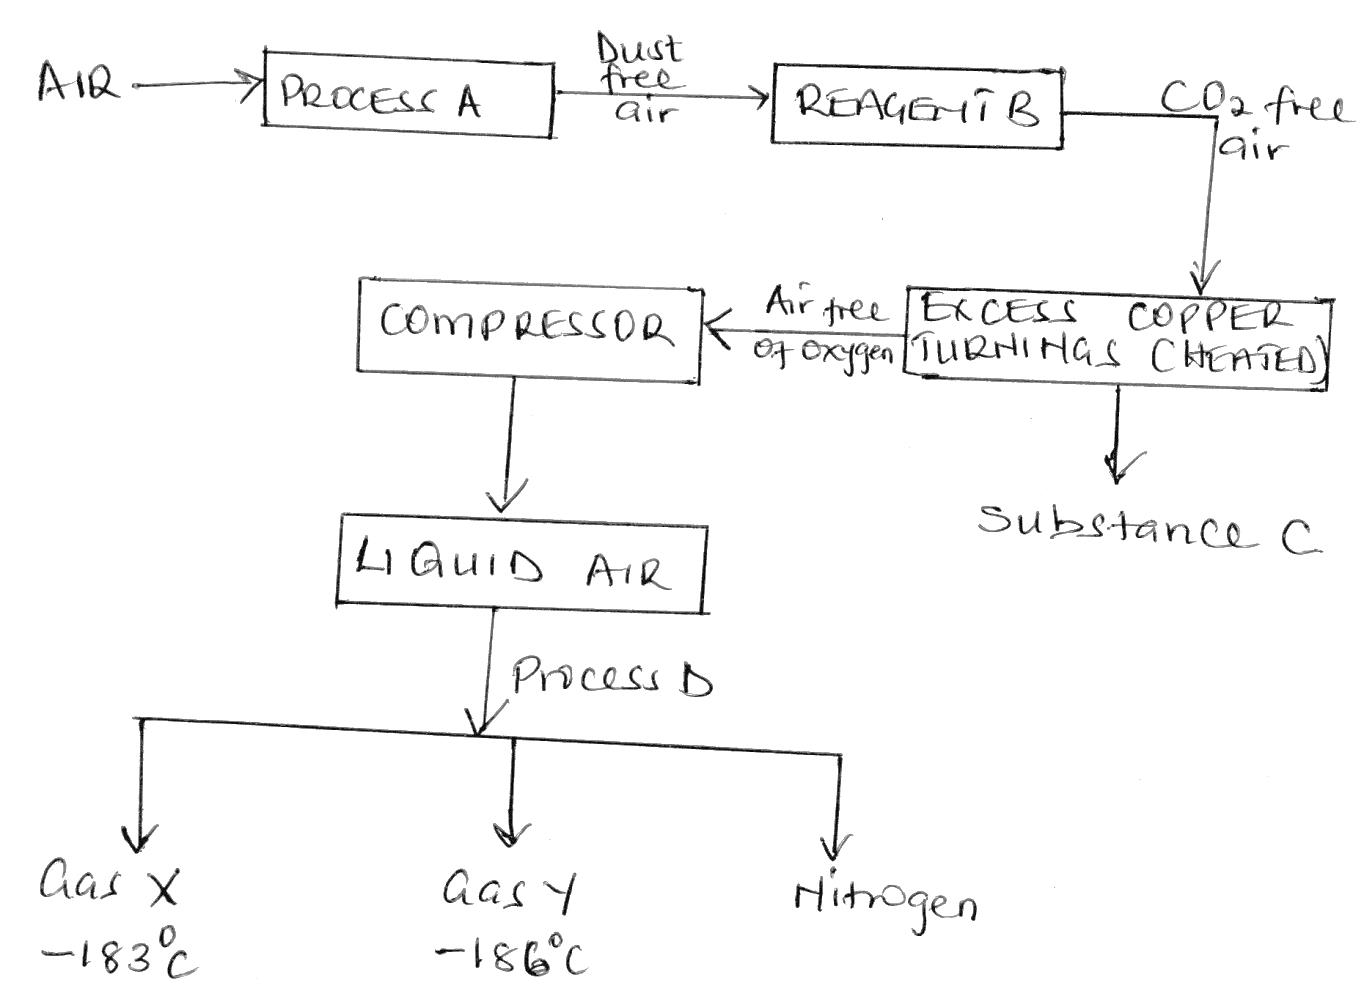 AIR
PROCESS A
Dust
free
air
REAGENT B
CO2 free
air
COMPRESSOR
Air free
of oxygen
EXCESS COPPER
TURNINGS (HEATED)
Substance C
LIQUID AIR
Process D
Gas X
-183°C
Gas Y
-186°C
Nitrogen